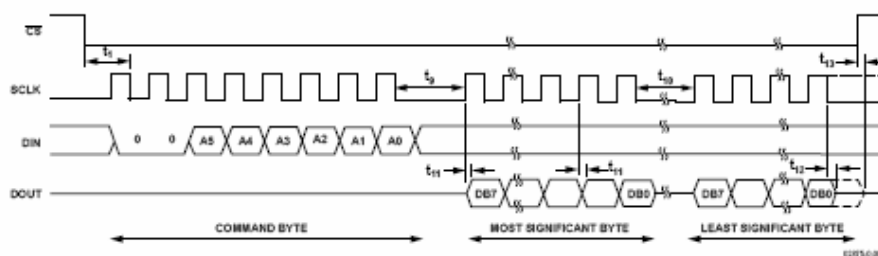 CS
t1
t13
SCLK
t9
t10
DIN
0 0 A5 A4 A3 A2 A1 A0
t11
t11
t12
DOUT
DB7
DB0
DB7
DB0
COMMAND BYTE
MOST SIGNIFICANT BYTE
LEAST SIGNIFICANT BYTE